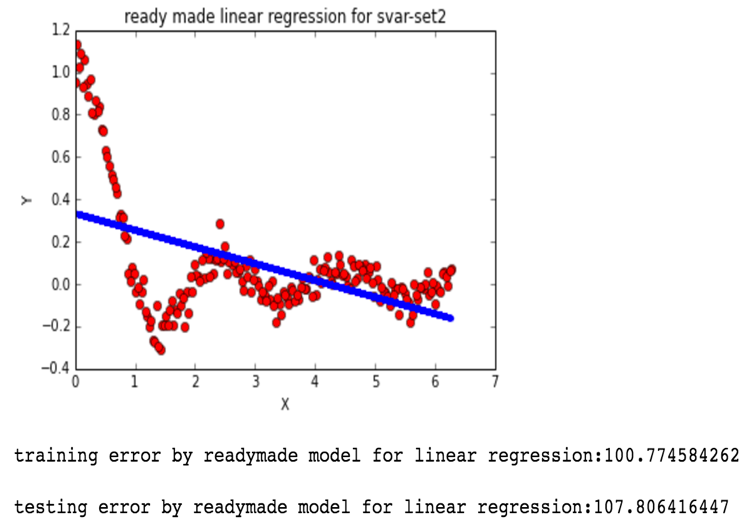 ready made linear regression for svar-set2
1.2
1.0
0.8
0.6
0.4
0.2
0.0
−0.2
−0.4
Y
0 1 2 3 4 5 6 7
X
training error by readymade model for linear regression:100.774584262
testing error by readymade model for linear regression:107.806416447